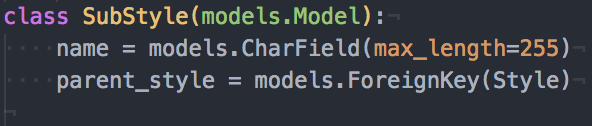 class SubStyle(models.Model):
    name = models.CharField(max_length=255)
    parent_style = models.ForeignKey(Style)